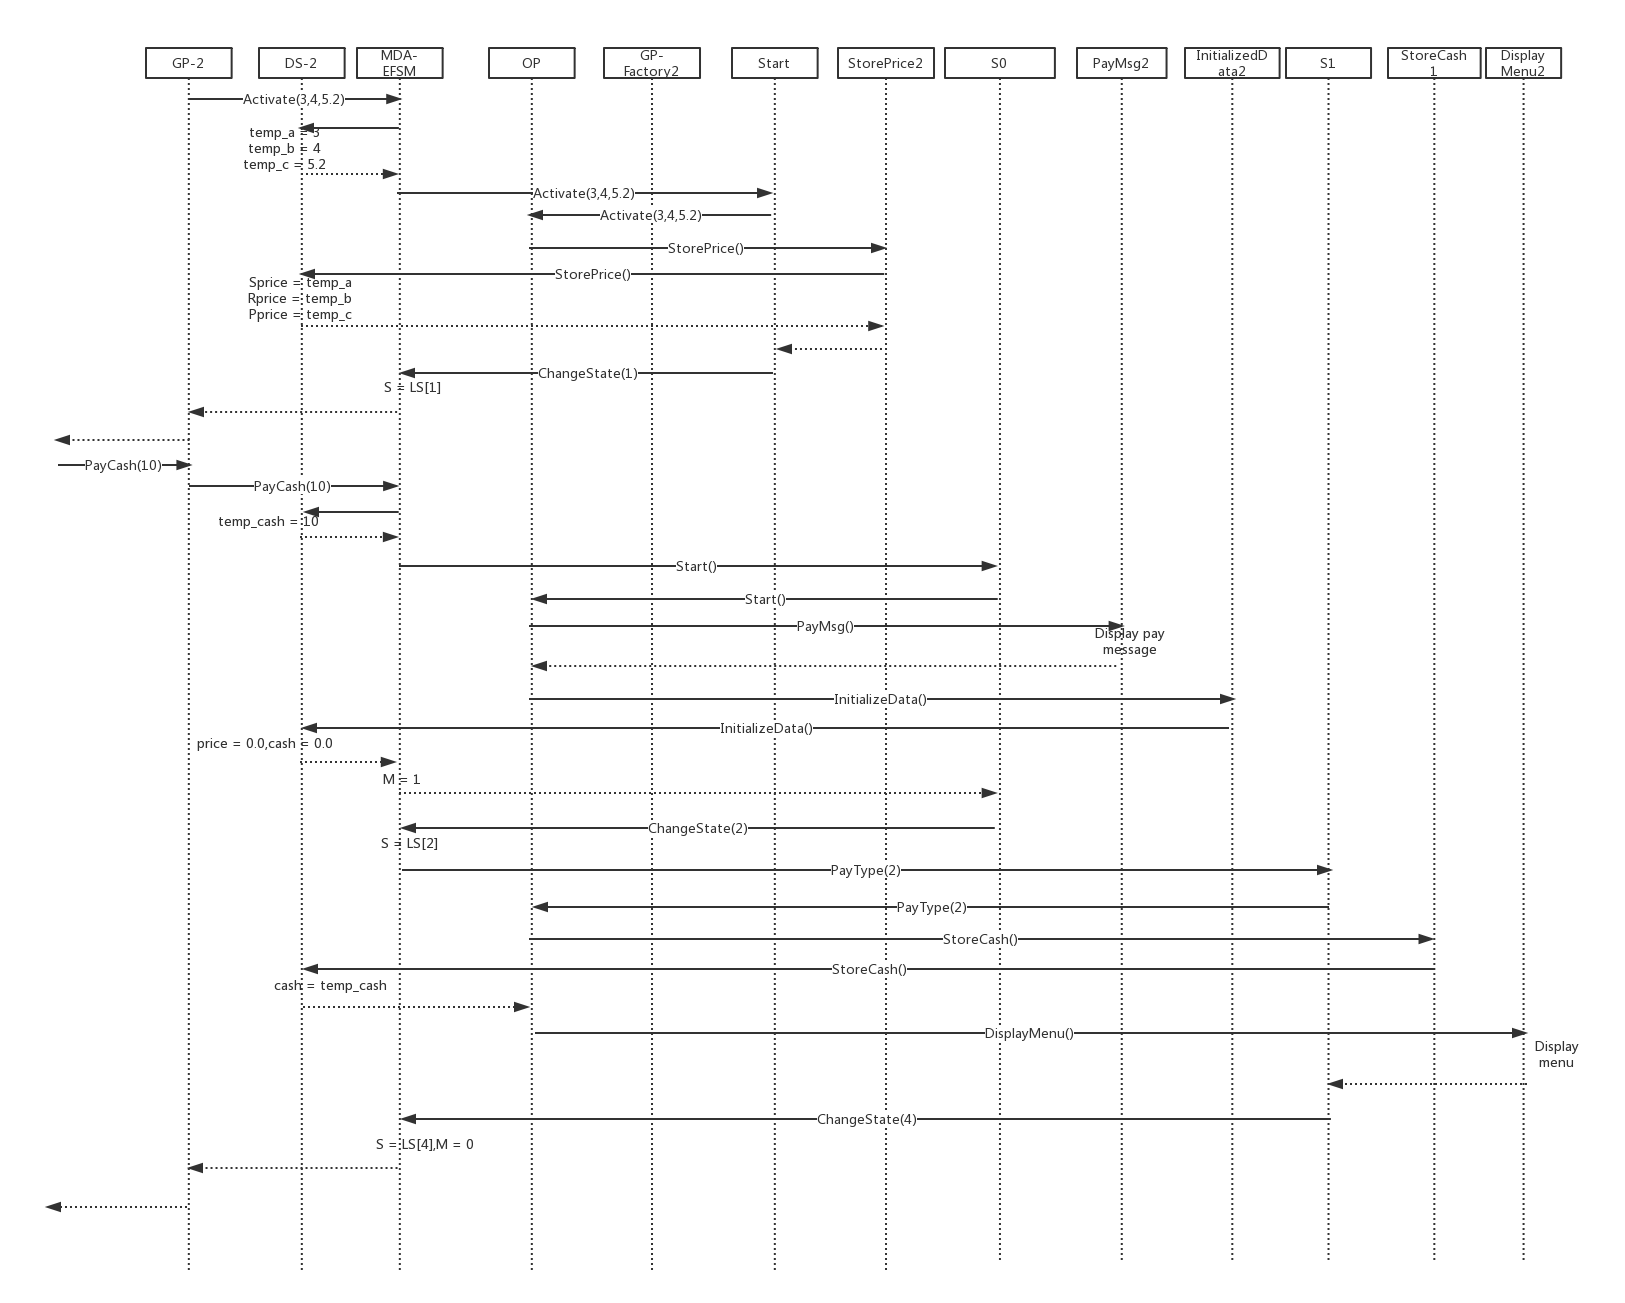 GP-2
DS-2
MDA-
EFSM
OP
GP-
Factory2
Start
StorePrice2
S0
PayMsg2
InitializedD
ata2
S1
StoreCash
1
Display
Menu2
Activate(3,4,5.2)
temp_a = 3
temp_b = 4
temp_c = 5.2
Activate(3,4,5.2)
Activate(3,4,5.2)
StorePrice()
StorePrice()
Sprice = temp_a
Rprice = temp_b
Pprice = temp_c
ChangeState(1)
S = LS[1]
PayCash(10)
PayCash(10)
temp_cash = 10
Start()
Start()
PayMsg()
Display pay
message
InitializeData()
InitializeData()
price = 0.0,cash = 0.0
M = 1
ChangeState(2)
S = LS[2]
PayType(2)
PayType(2)
StoreCash()
StoreCash()
cash = temp_cash
DisplayMenu()
Display
menu
ChangeState(4)
S = LS[4],M = 0